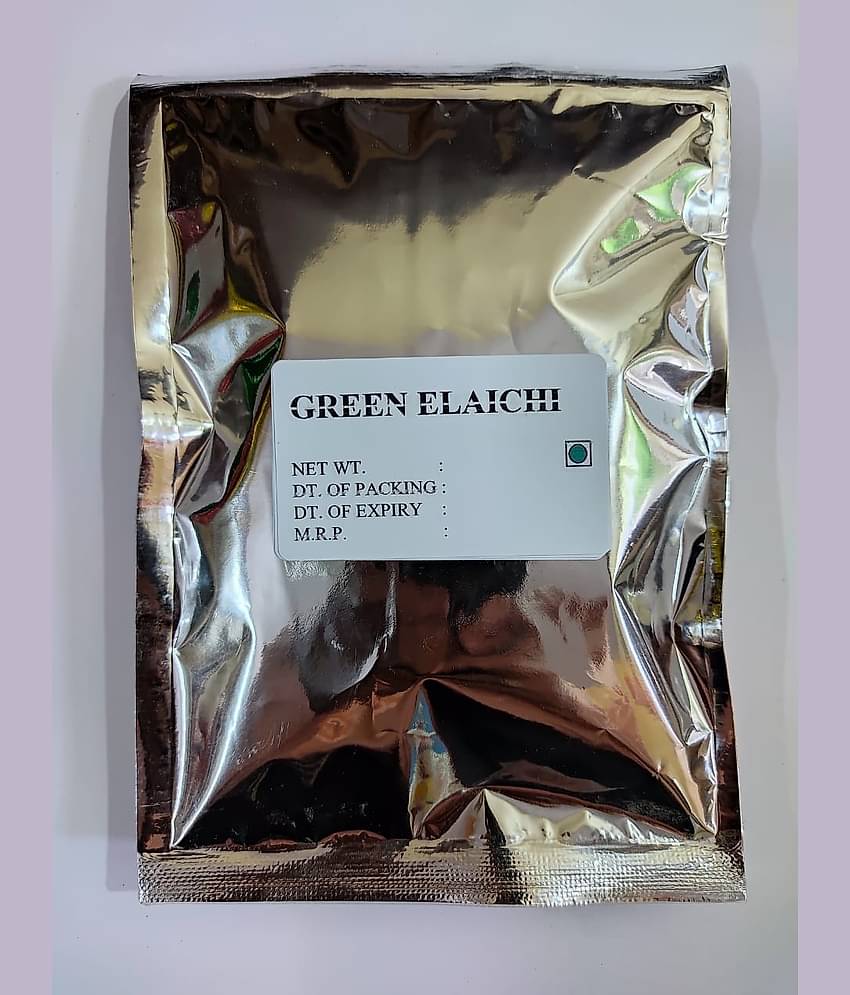 GREEN ELAICHI
NET WT. :
DT. OF PACKING :
DT. OF EXPIRY :
M.R.P. :